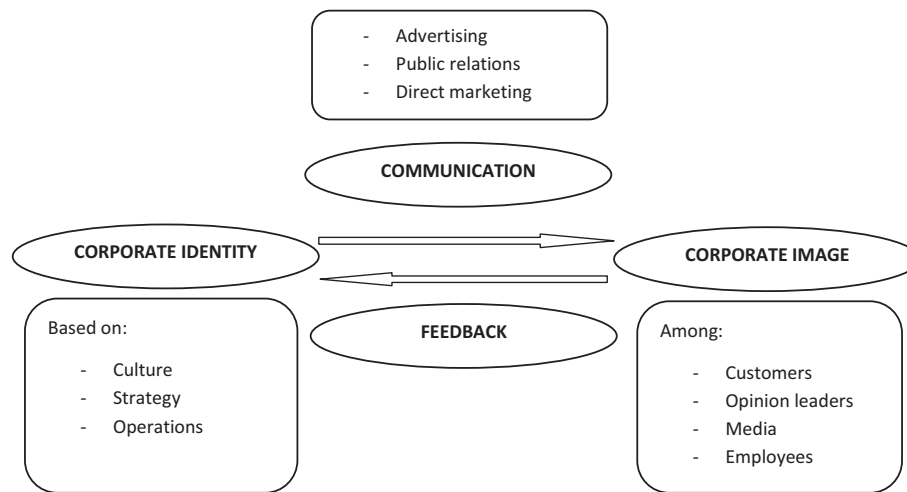 - Advertising
- Public relations
- Direct marketing
COMMUNICATION
CORPORATE IDENTITY
CORPORATE IMAGE
FEEDBACK
Based on:
- Culture
- Strategy
- Operations
Among:
- Customers
- Opinion leaders
- Media
- Employees